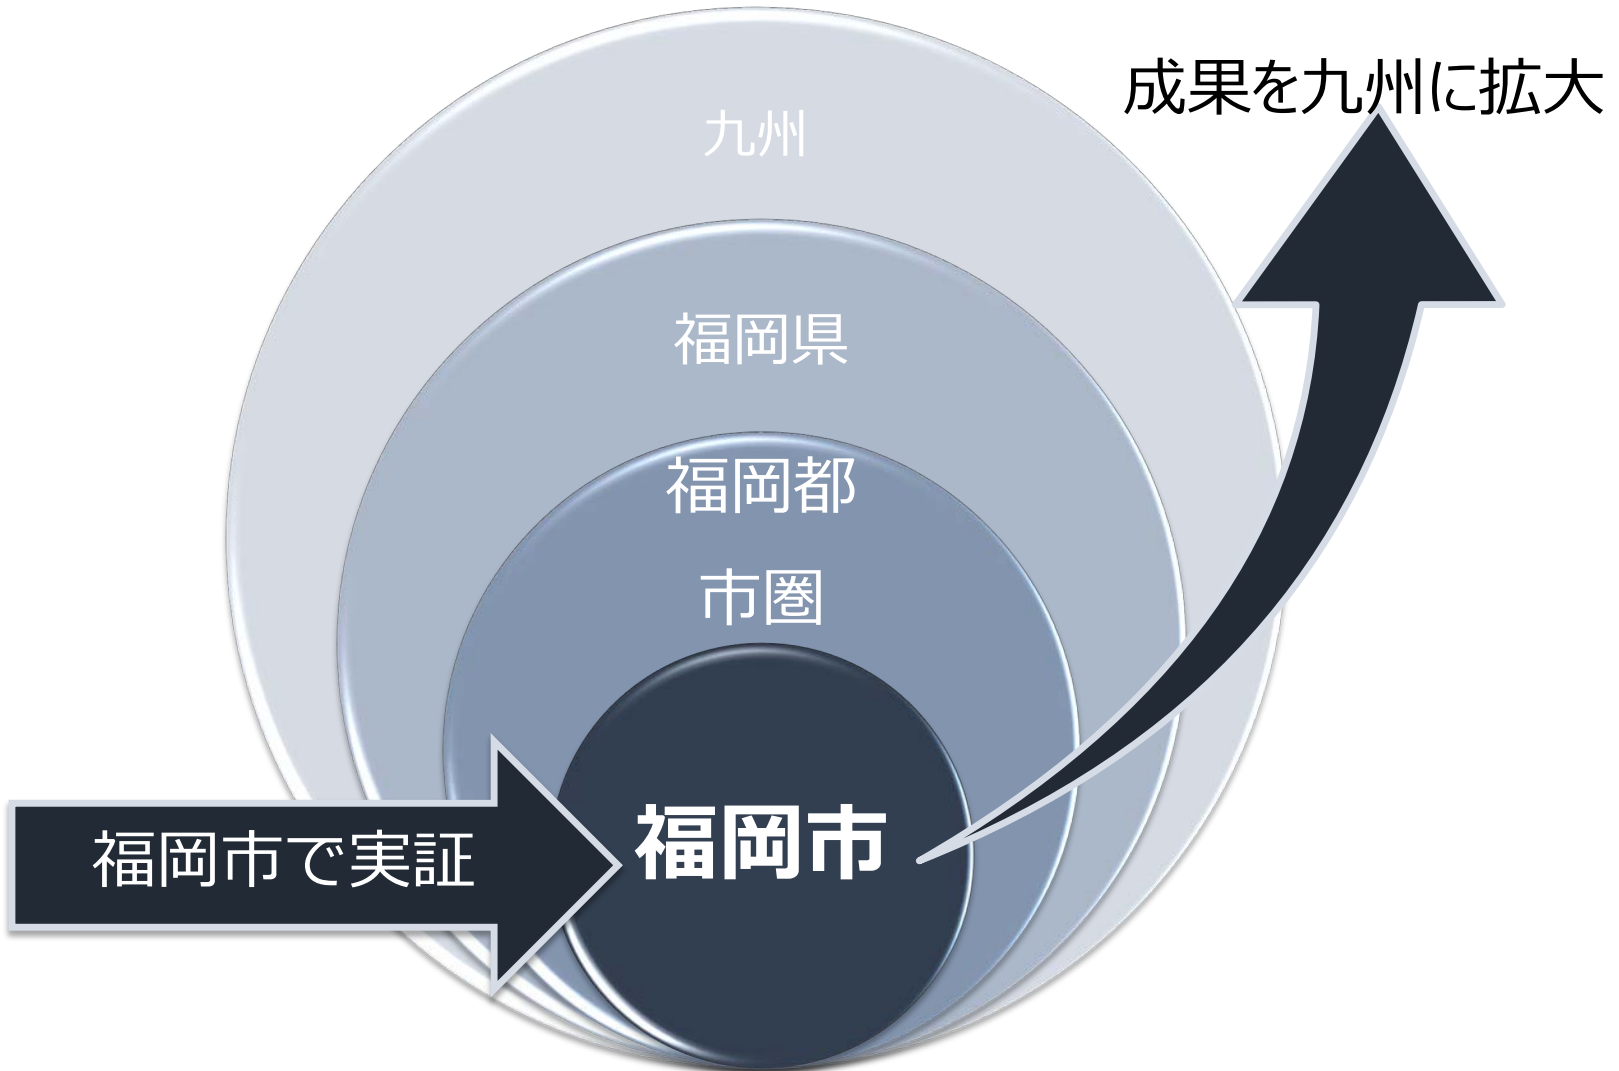 成果を九州に拡大
九州
福岡県
福岡都
市圏
福岡市
福岡市で実証